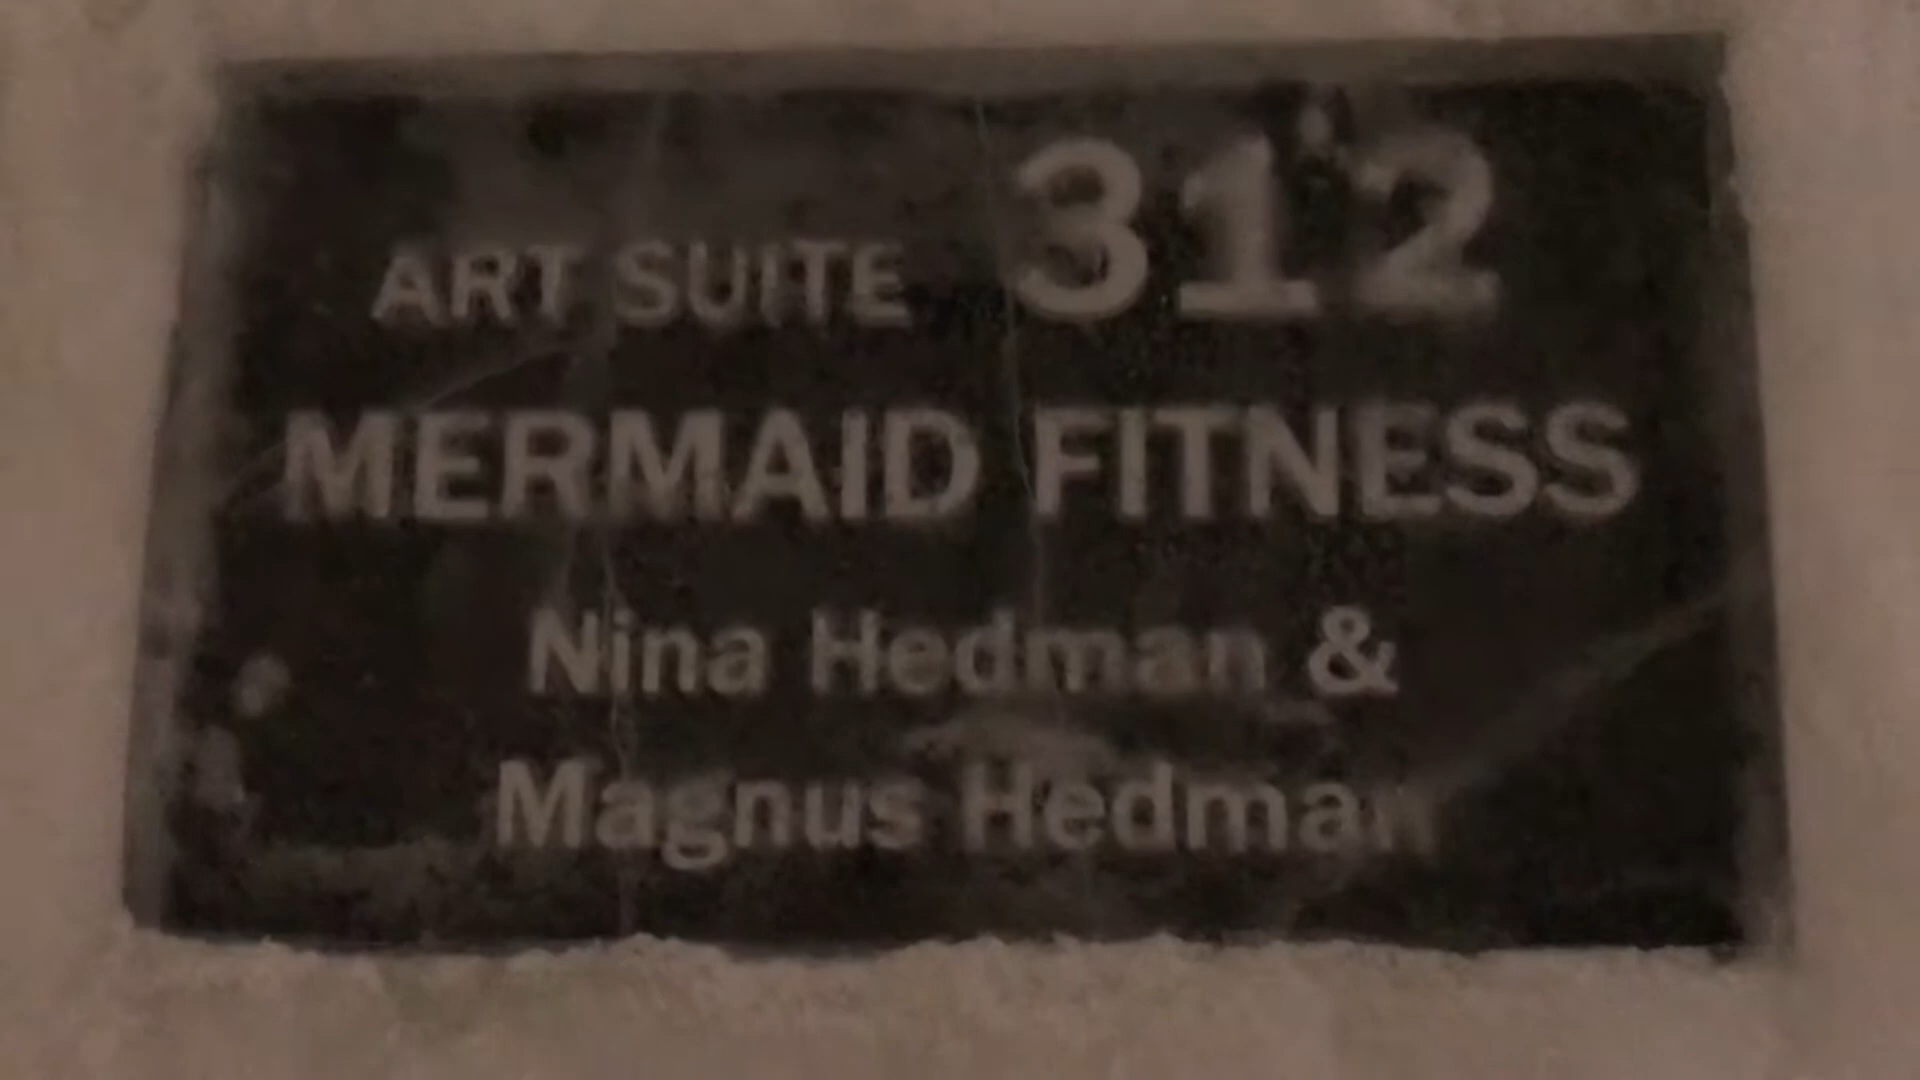 ART SUITE 312
MERMAID FITNESS
Nina Hedman &
Magnus Hedman